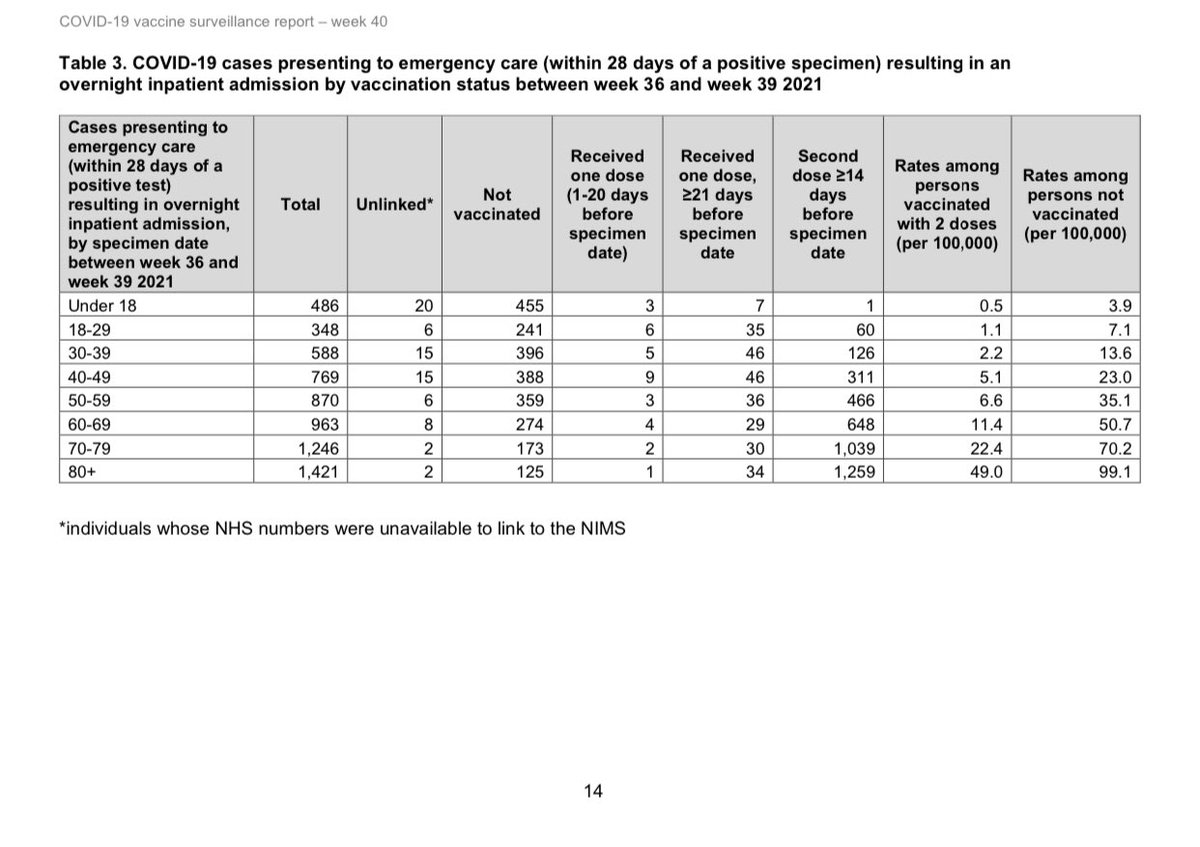 COVID-19 vaccine surveillance report – week 40
Table 3. COVID-19 cases presenting to emergency care (within 28 days of a positive specimen) resulting in an
overnight inpatient admission by vaccination status between week 36 and week 39 2021
Cases presenting to
emergency care
(within 28 days of a
positive test)
resulting in overnight
inpatient admission,
by specimen date
between week 36 and
week 39 2021
Total
Unlinked*
Not
vaccinated
Received
one dose
(1-20 days
before
specimen
date)
Received
one dose,
≥21 days
before
specimen
date
Second
dose ≥14
days
before
specimen
date
Rates among
persons
vaccinated
with 2 doses
(per 100,000)
Rates among
persons not
vaccinated
(per 100,000)
Under 18 486 20 455 3 7 1 0.5 3.9
18-29 348 6 241 6 35 60 1.1 7.1
30-39 588 15 396 5 46 126 2.2 13.6
40-49 769 15 388 9 46 311 5.1 23.0
50-59 870 6 359 3 36 466 6.6 35.1
60-69 963 8 274 4 29 648 11.4 50.7
70-79 1,246 2 173 2 30 1,039 22.4 70.2
80+ 1,421 2 125 1 34 1,259 49.0 99.1
*individuals whose NHS numbers were unavailable to link to the NIMS
14